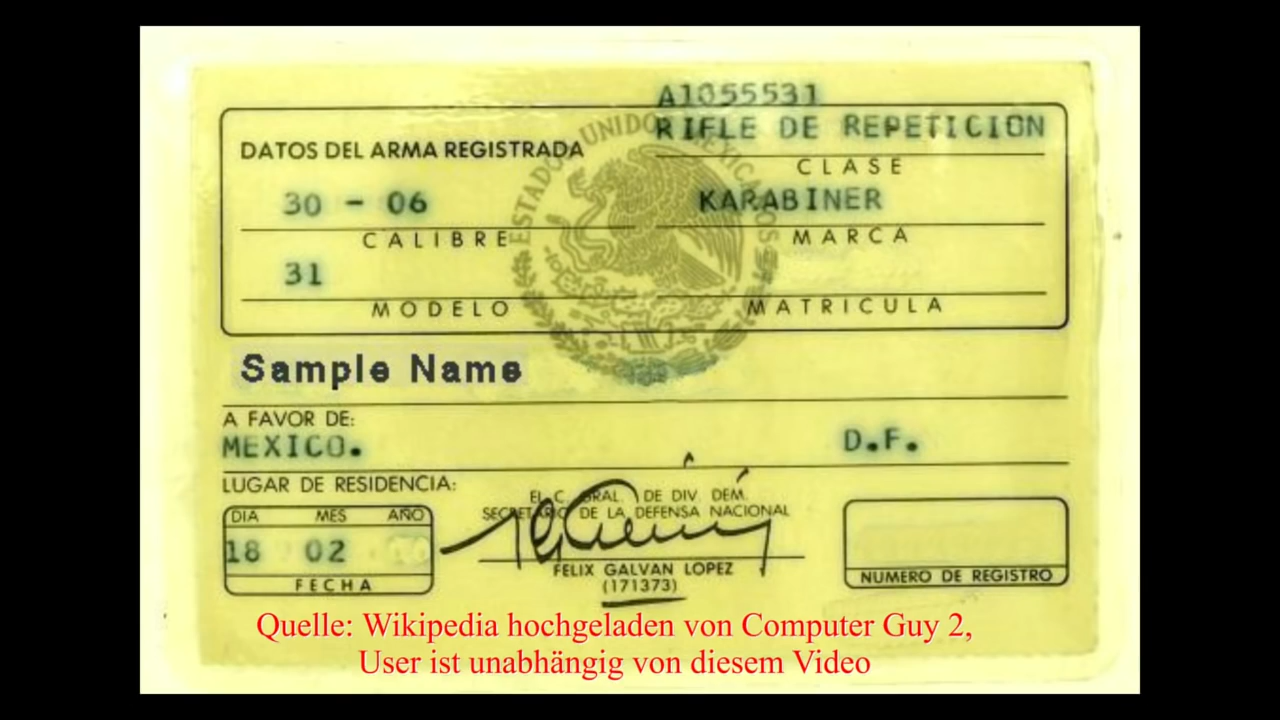 A1055531
DATOS DEL ARMA REGISTRADA
RIFLE DE REPETICION
CLASE
30 - 06
CALIBRE
KARABINER
MARCA
31
MODELO
MATRICULA
ESTADOS UNIDOS MEXICANOS
Sample Name
A FAVOR DE:
MEXICO. D.F.
LUGAR DE RESIDENCIA:
DIA MES AÑO
18 02
FECHA
EL C. GRAL. DE DIV. DEM.
SECRETARIO DE LA DEFENSA NACIONAL
FELIX GALVAN LOPEZ
(171373)
NUMERO DE REGISTRO
Quelle: Wikipedia hochgeladen von Computer Guy 2,
User ist unabhängig von diesem Video